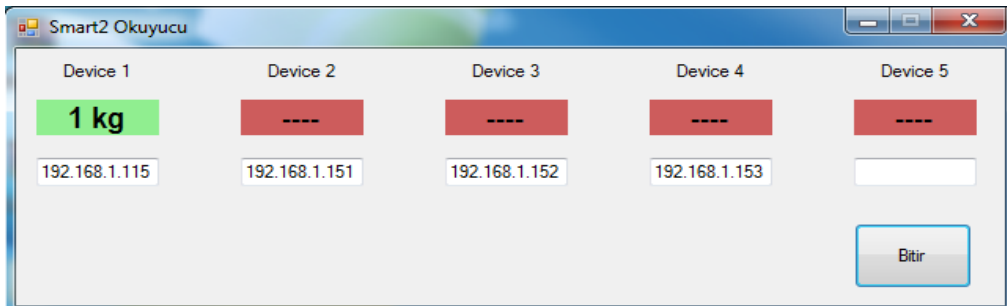 Smart2 Okuyucu
Device 1 Device 2 Device 3 Device 4 Device 5
1 kg ---- ---- ---- ----
192.168.1.115 192.168.1.151 192.168.1.152 192.168.1.153
Bitir